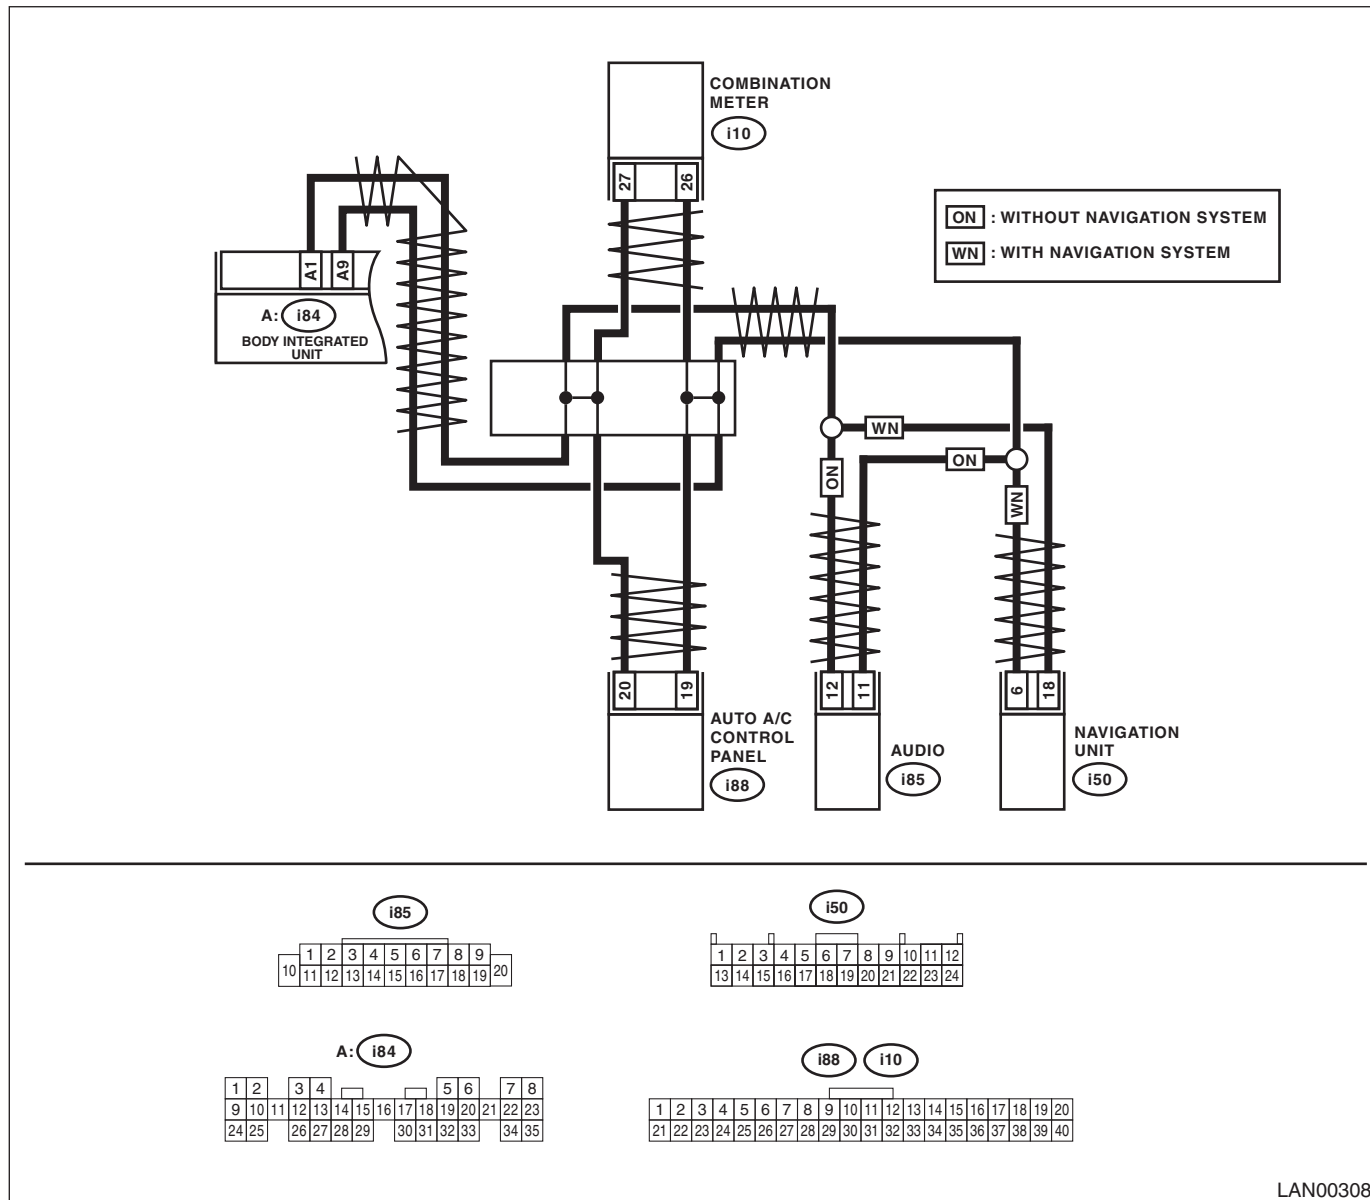 COMBINATION
METER
i10
27 26
A1 A9
A: i84
BODY INTEGRATED
UNIT
ON : WITHOUT NAVIGATION SYSTEM
WN : WITH NAVIGATION SYSTEM
WN
ON
ON
WN
20 19
12 11
6 18
AUTO A/C
CONTROL
PANEL
i88
AUDIO
i85
NAVIGATION
UNIT
i50
i85
1 2 3 4 5 6 7 8 9
10 11 12 13 14 15 16 17 18 19 20
i50
1 2 3 4 5 6 7 8 9 10 11 12
13 14 15 16 17 18 19 20 21 22 23 24
A: i84
1 2 3 4 5 6 7 8
9 10 11 12 13 14 15 16 17 18 19 20 21 22 23
24 25 26 27 28 29 30 31 32 33 34 35
i88 i10
1 2 3 4 5 6 7 8 9 10 11 12 13 14 15 16 17 18 19 20
21 22 23 24 25 26 27 28 29 30 31 32 33 34 35 36 37 38 39 40
LAN00308